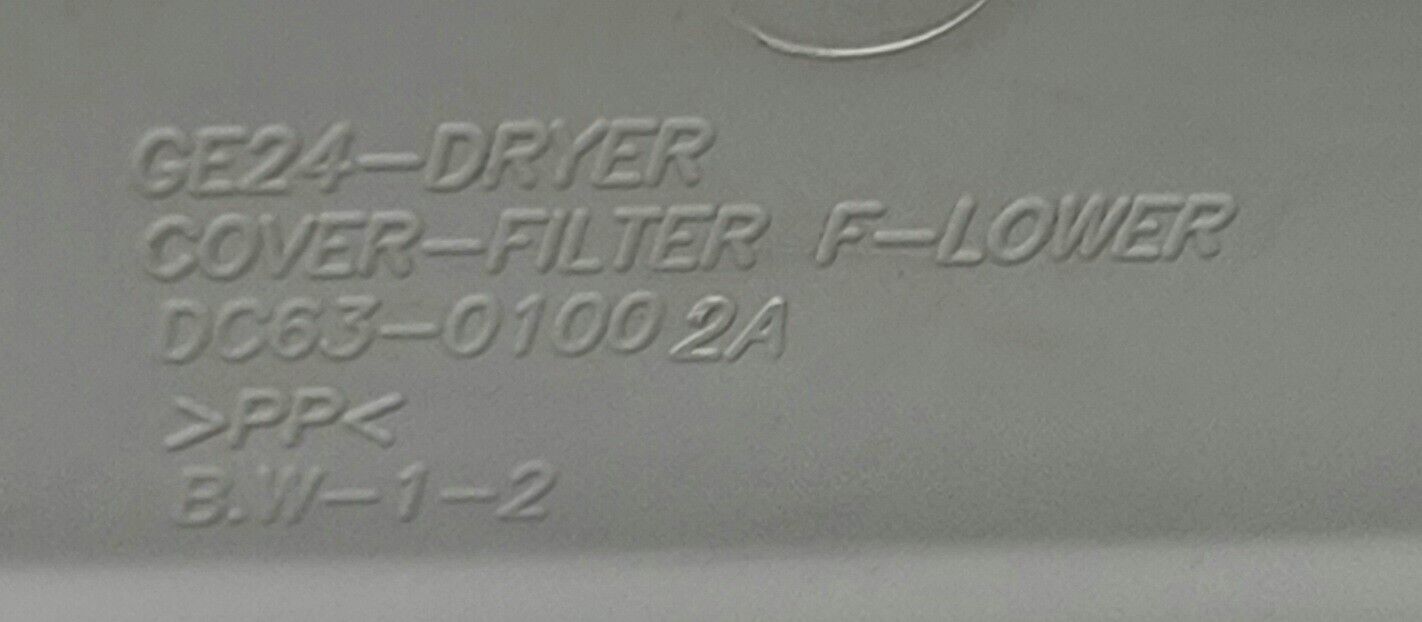 GE24-DRYER
COVER-FILTER F-LOWER
DC63-01002A
>PP<
B.W-1-2